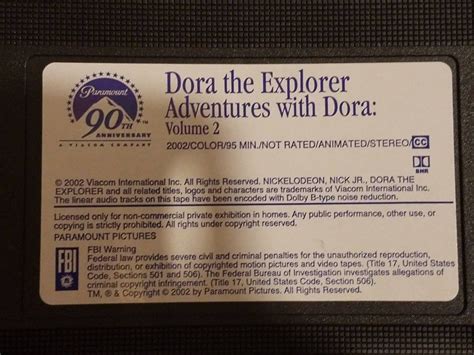 Paramount
90TH
ANNIVERSARY
A VIACOM COMPANY
Dora the Explorer
Adventures with Dora:
Volume 2
2002/COLOR/95 MIN./NOT RATED/ANIMATED/STEREO/CC
BNR
© 2002 Viacom International Inc. All Rights Reserved. NICKELODEON, NICK JR., DORA THE
EXPLORER and all related titles, logos and characters are trademarks of Viacom International Inc.
The linear audio tracks on this tape have been encoded with Dolby B-type noise reduction.
Licensed only for non-commercial private exhibition in homes. Any public performance, other use, or
copying is strictly prohibited. All rights under copyright reserved.
PARAMOUNT PICTURES
FBI
FBI Warning
Federal law provides severe civil and criminal penalties for the unauthorized reproduction,
distribution, or exhibition of copyrighted motion pictures and video tapes. (Title 17, United States
Code, Sections 501 and 506). The Federal Bureau of Investigation investigates allegations of
criminal copyright infringement. (Title 17, United States Code, Section 506).
TM, ® & Copyright © 2002 by Paramount Pictures. All Rights Reserved.